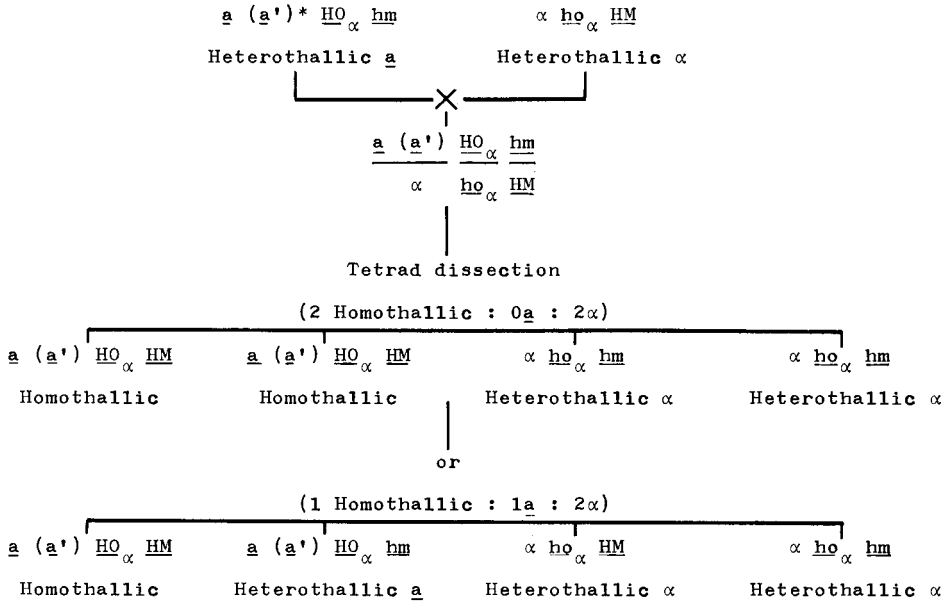 a (a')* HOα hm α hoα HM
Heterothallic a Heterothallic α
a (a') HOα hm
α hoα HM
Tetrad dissection
(2 Homothallic : 0a : 2α)
a (a') HOα HM a (a') HOα HM α hoα hm α hoα hm
Homothallic Homothallic Heterothallic α Heterothallic α
or
(1 Homothallic : 1a : 2α)
a (a') HOα HM a (a') HOα hm α hoα HM α hoα hm
Homothallic Heterothallic a Heterothallic α Heterothallic α